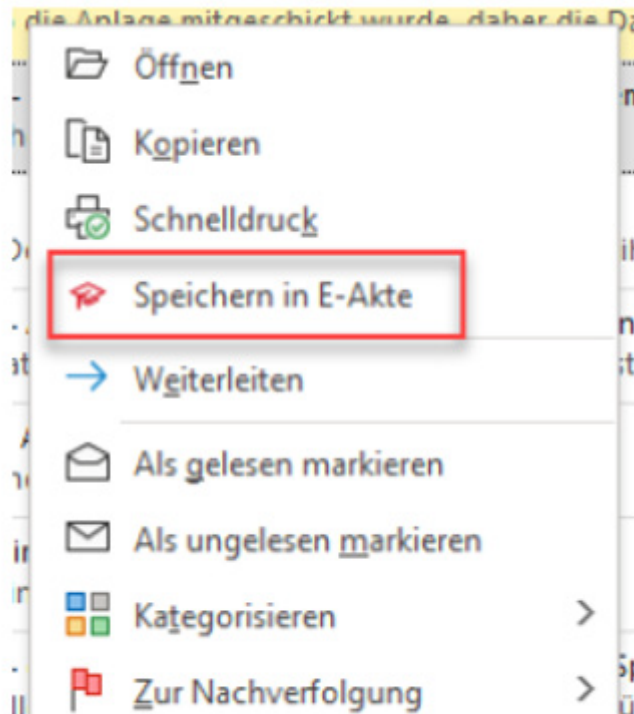 die Anlage mitgeschickt wurde, daher die Da
Öffnen
Kopieren
Schnelldruck
Speichern in E-Akte
Weiterleiten
Als gelesen markieren
Als ungelesen markieren
Kategorisieren
Zur Nachverfolgung